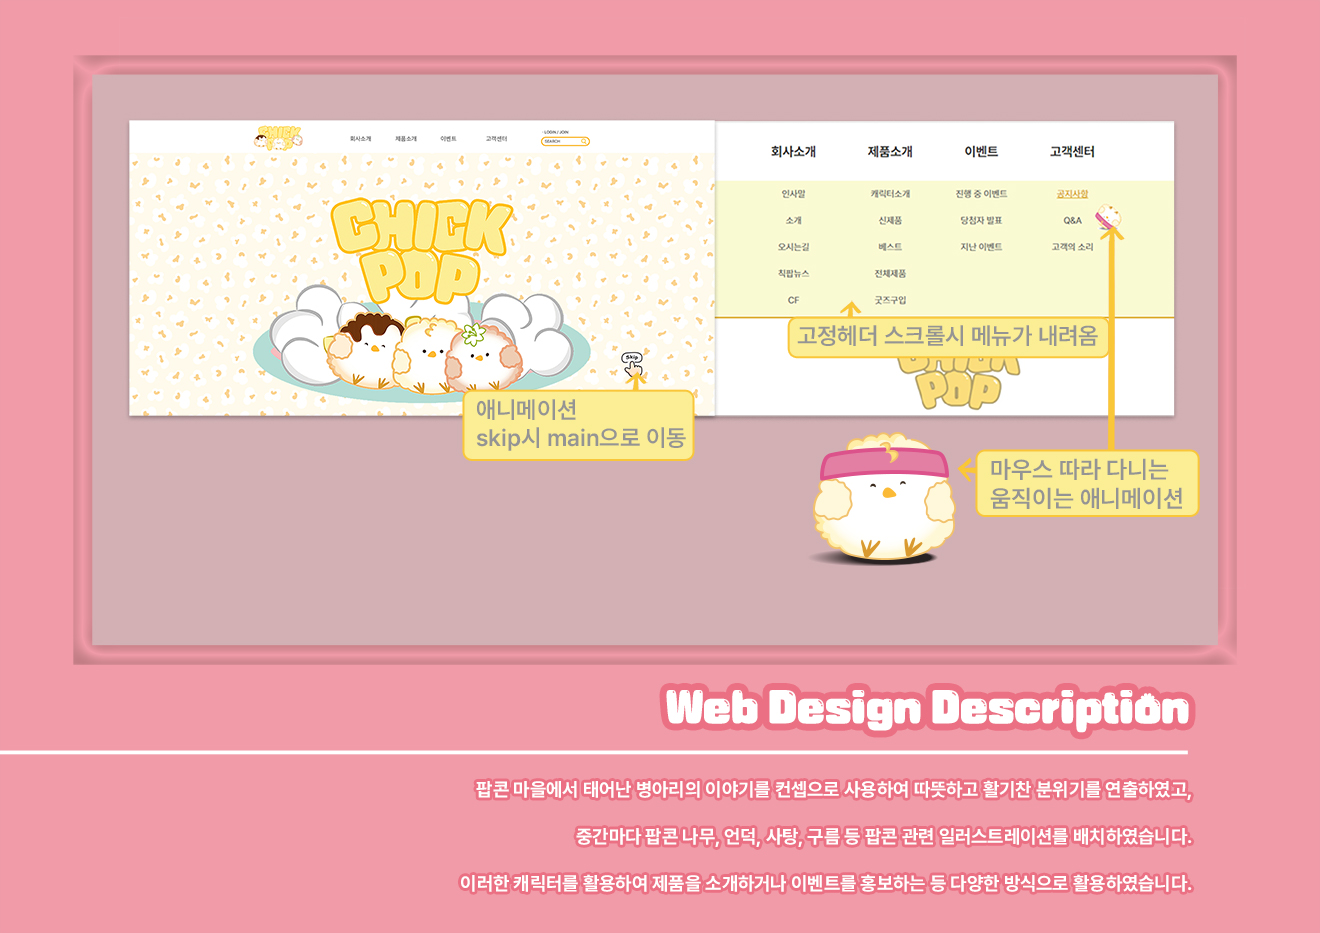 CHICK
POP
회사소개 제품소개 이벤트 고객센터
LOGIN / JOIN
SEARCH
CHICK
POP
Skip
애니메이션
skip시 main으로 이동
회사소개 제품소개 이벤트 고객센터
인사말 캐릭터소개 진행 중 이벤트 공지사항
소개 신제품 당첨자 발표 Q&A
오시는길 베스트 지난 이벤트 고객의 소리
칙팝뉴스 전체제품
CF 굿즈구입
고정헤더 스크롤시 메뉴가 내려옴
CHICK
POP
마우스 따라 다니는
움직이는 애니메이션
Web Design Description
팝콘 마을에서 태어난 병아리의 이야기를 컨셉으로 사용하여 따뜻하고 활기찬 분위기를 연출하였고,
중간마다 팝콘 나무, 언덕, 사탕, 구름 등 팝콘 관련 일러스트레이션를 배치하였습니다.
이러한 캐릭터를 활용하여 제품을 소개하거나 이벤트를 홍보하는 등 다양한 방식으로 활용하였습니다.